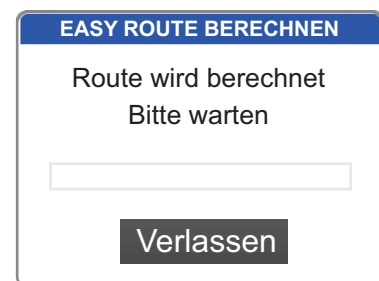 EASY ROUTE BERECHNEN
Route wird berechnet
Bitte warten
Verlassen